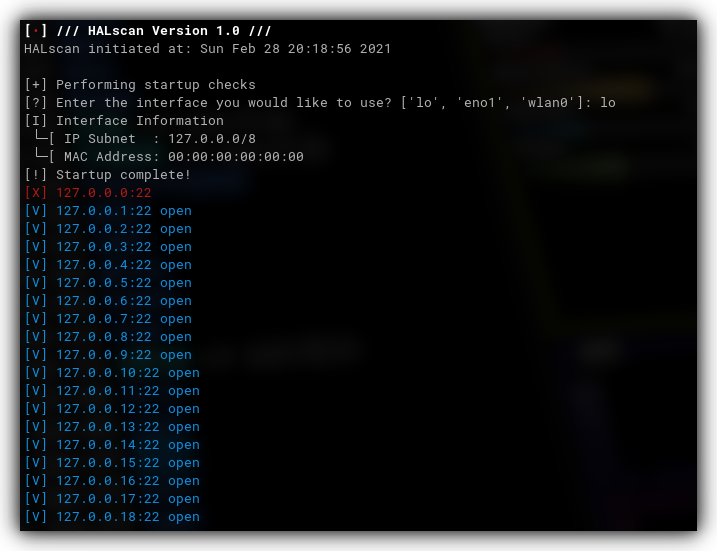 [·] /// HALscan Version 1.0 ///
HALscan initiated at: Sun Feb 28 20:18:56 2021
[+] Performing startup checks
[?] Enter the interface you would like to use? ['lo', 'eno1', 'wlan0']: lo
[I] Interface Information
└─[ IP Subnet  : 127.0.0.0/8
└─[ MAC Address: 00:00:00:00:00:00
[!] Startup complete!
[X] 127.0.0.0:22
[V] 127.0.0.1:22 open
[V] 127.0.0.2:22 open
[V] 127.0.0.3:22 open
[V] 127.0.0.4:22 open
[V] 127.0.0.5:22 open
[V] 127.0.0.6:22 open
[V] 127.0.0.7:22 open
[V] 127.0.0.8:22 open
[V] 127.0.0.9:22 open
[V] 127.0.0.10:22 open
[V] 127.0.0.11:22 open
[V] 127.0.0.12:22 open
[V] 127.0.0.13:22 open
[V] 127.0.0.14:22 open
[V] 127.0.0.15:22 open
[V] 127.0.0.16:22 open
[V] 127.0.0.17:22 open
[V] 127.0.0.18:22 open